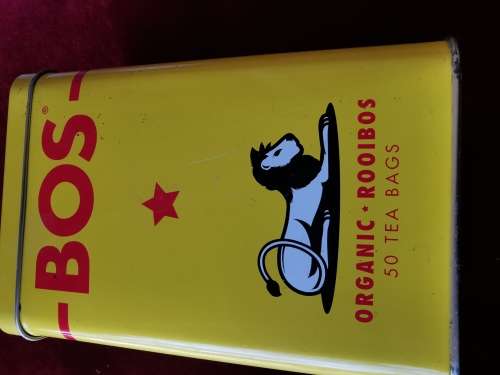 BOS®
ORGANIC ★ ROOIBOS
50 TEA BAGS